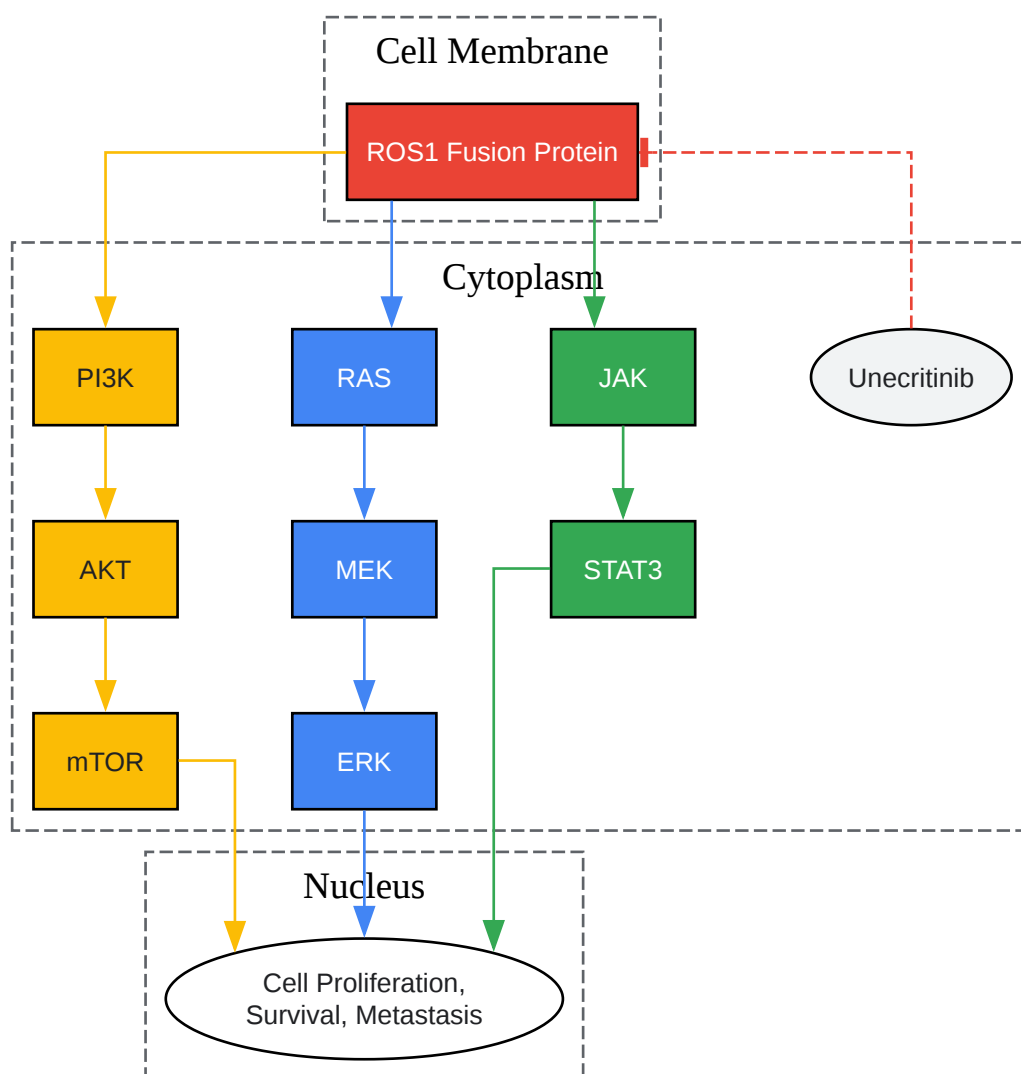 Cell Membrane
ROS1 Fusion Protein
Cytoplasm
PI3K
RAS
JAK
Unecritinib
AKT
MEK
STAT3
mTOR
ERK
Nucleus
Cell Proliferation,
Survival, Metastasis